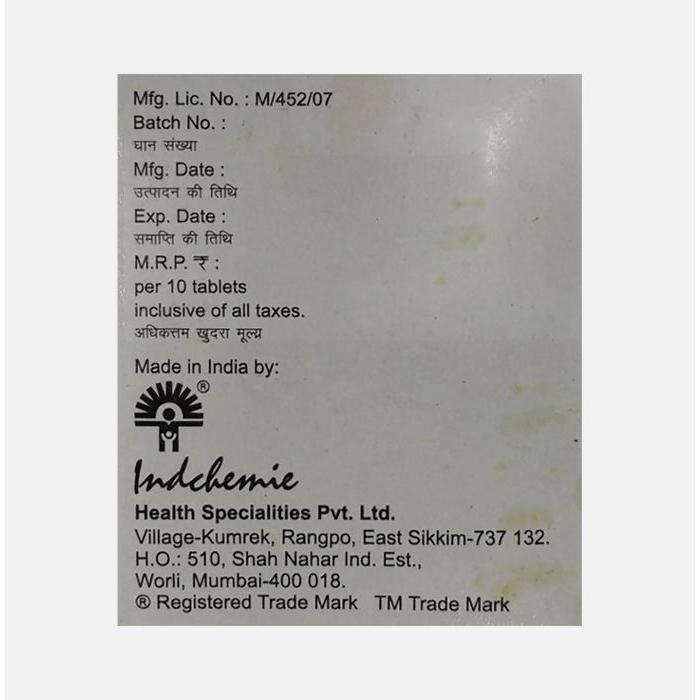 Mfg. Lic. No. : M/452/07
Batch No. :
घान संख्या
Mfg. Date :
उत्पादन की तिथि
Exp. Date :
समाप्ति की तिथि
M.R.P. ₹ :
per 10 tablets
inclusive of all taxes.
अधिकत्तम खुदरा मूल्य
Made in India by:
®
Indchemie
Health Specialities Pvt. Ltd.
Village-Kumrek, Rangpo, East Sikkim-737 132.
H.O.: 510, Shah Nahar Ind. Est.,
Worli, Mumbai-400 018.
® Registered Trade Mark TM Trade Mark